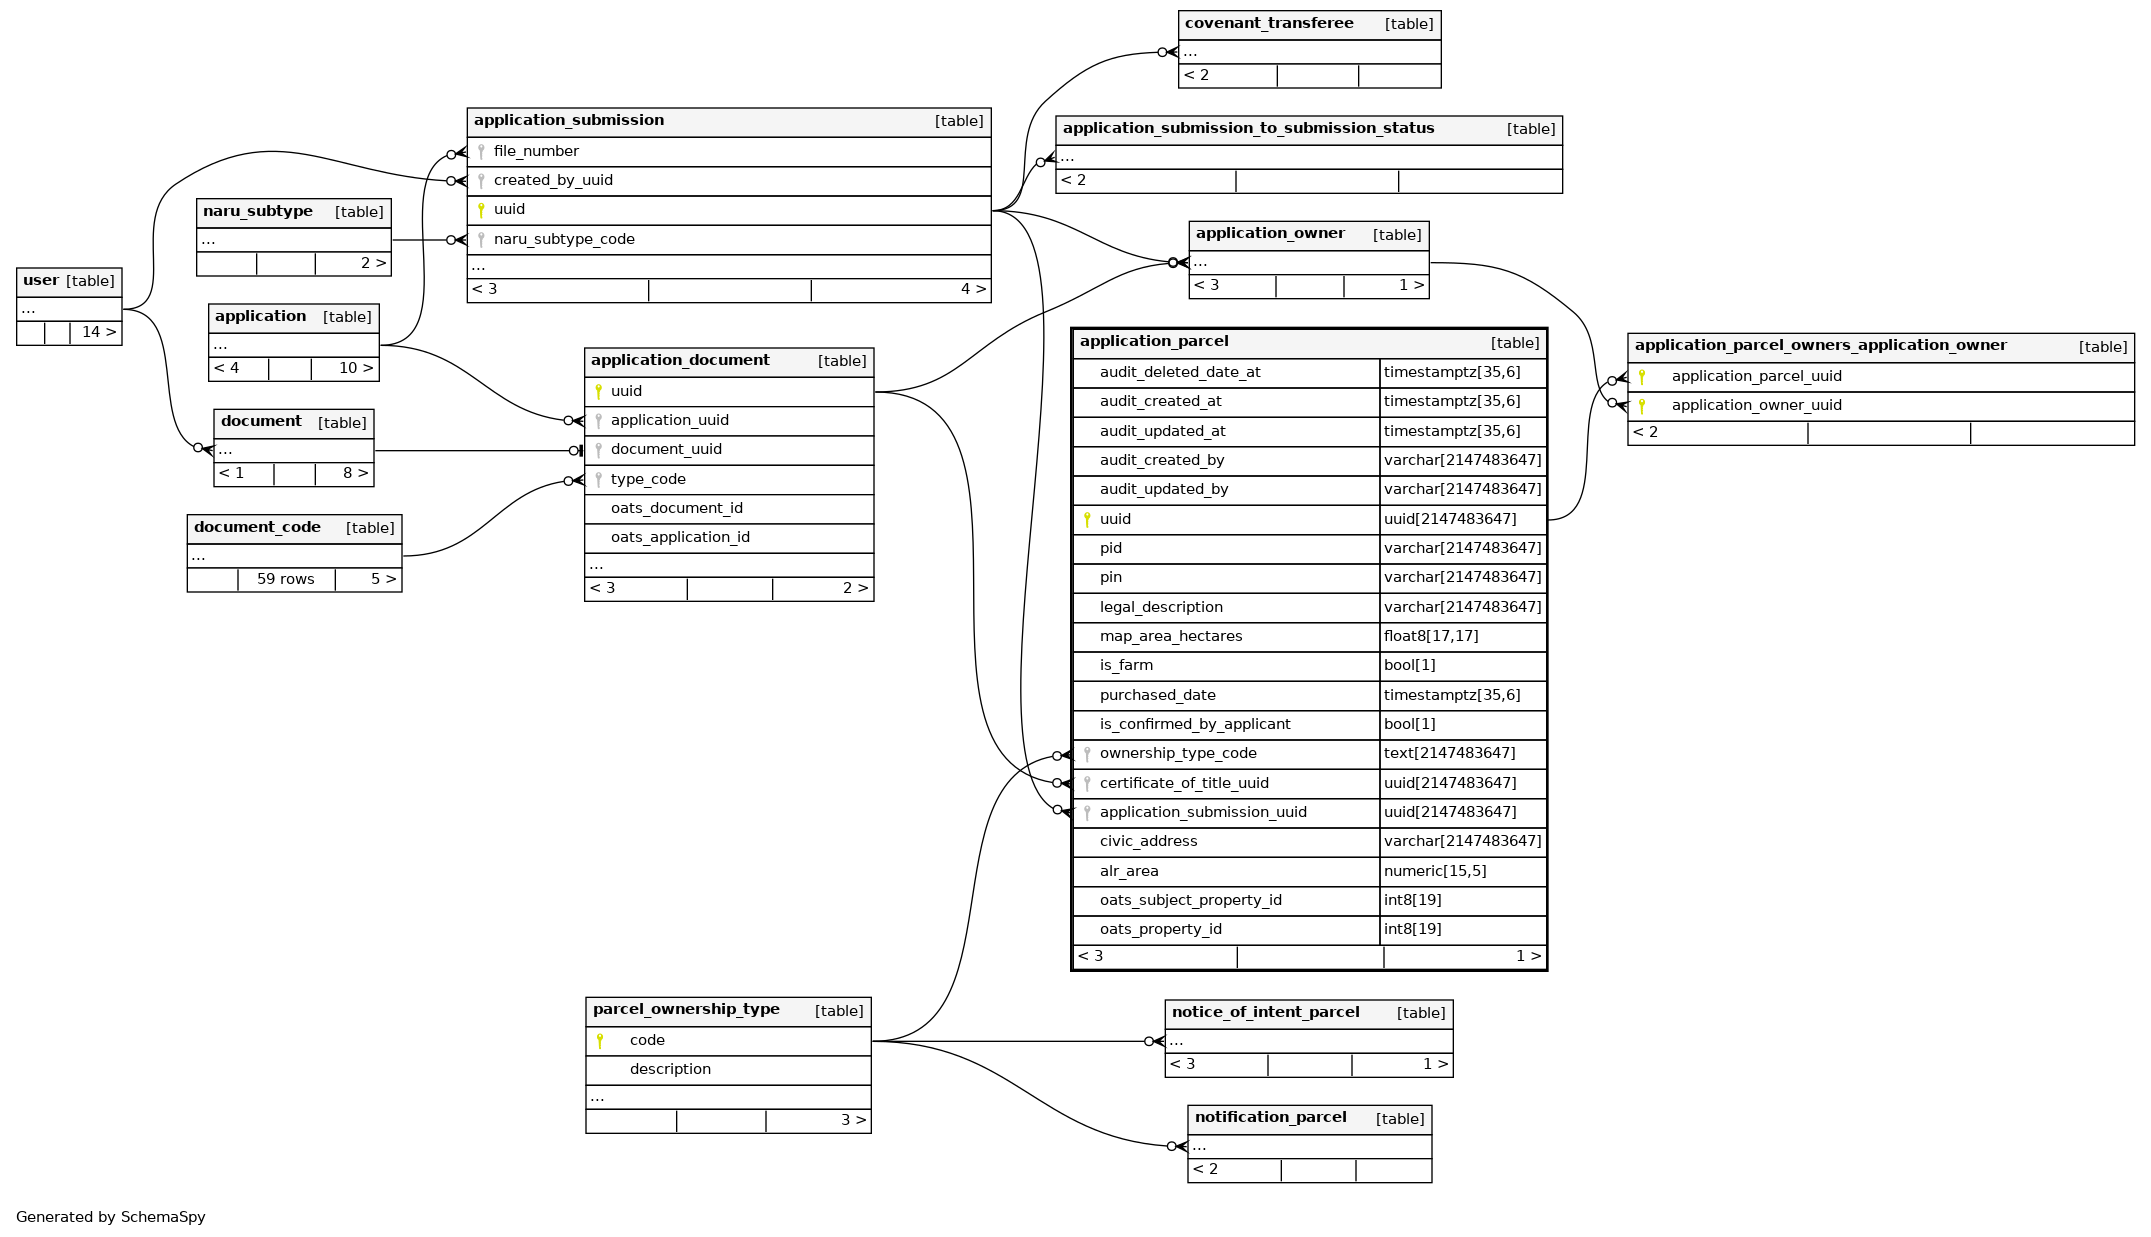 covenant_transferee [table]
...
< 2
application_submission [table]
file_number
created_by_uuid
uuid
naru_subtype_code
...
< 3 4 >
application_submission_to_submission_status [table]
...
< 2
naru_subtype [table]
...
2 >
application_owner [table]
...
< 3 1 >
user [table]
...
14 >
application [table]
...
< 4 10 >
document [table]
...
< 1 8 >
document_code [table]
...
59 rows 5 >
application_document [table]
uuid
application_uuid
document_uuid
type_code
oats_document_id
oats_application_id
...
< 3 2 >
application_parcel [table]
audit_deleted_date_at timestamptz[35,6]
audit_created_at timestamptz[35,6]
audit_updated_at timestamptz[35,6]
audit_created_by varchar[2147483647]
audit_updated_by varchar[2147483647]
uuid uuid[2147483647]
pid varchar[2147483647]
pin varchar[2147483647]
legal_description varchar[2147483647]
map_area_hectares float8[17,17]
is_farm bool[1]
purchased_date timestamptz[35,6]
is_confirmed_by_applicant bool[1]
ownership_type_code text[2147483647]
certificate_of_title_uuid uuid[2147483647]
application_submission_uuid uuid[2147483647]
civic_address varchar[2147483647]
alr_area numeric[15,5]
oats_subject_property_id int8[19]
oats_property_id int8[19]
< 3 1 >
application_parcel_owners_application_owner [table]
application_parcel_uuid
application_owner_uuid
< 2
parcel_ownership_type [table]
code
description
...
3 >
notice_of_intent_parcel [table]
...
< 3 1 >
notification_parcel [table]
...
< 2
Generated by SchemaSpy